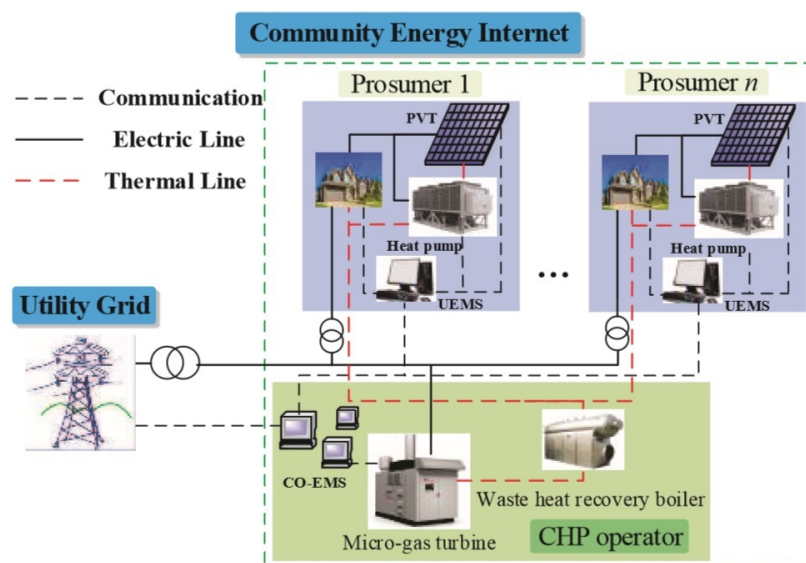 Community Energy Internet
Communication
Electric Line
Thermal Line
Prosumer 1
PVT
Heat pump
UEMS
...
Prosumer n
PVT
Heat pump
UEMS
Utility Grid
CO-EMS
Micro-gas turbine
Waste heat recovery boiler
CHP operator